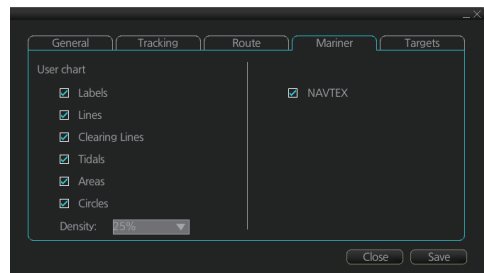 General Tracking Route Mariner Targets
User chart
Labels
NAVTEX
Lines
Clearing Lines
Tidals
Areas
Circles
Density: 25%
Close Save